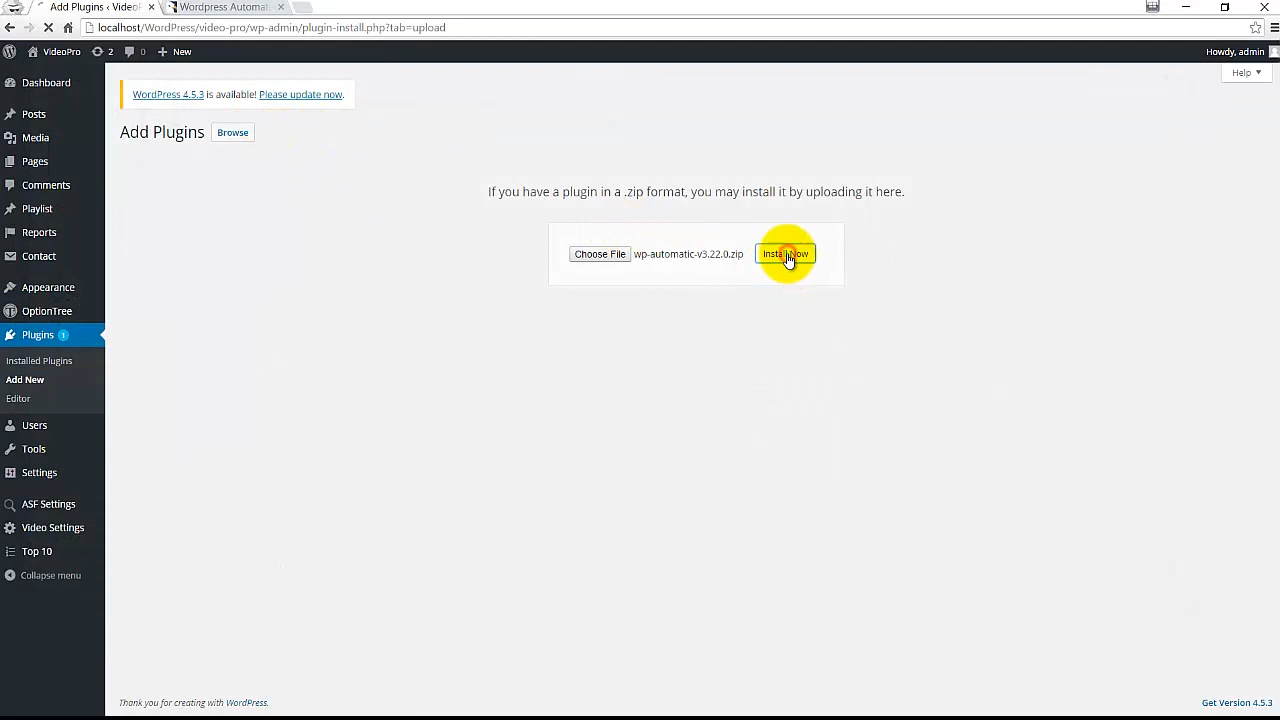 Add Plugins ‹ VideoP
Wordpress Automat
localhost/WordPress/video-pro/wp-admin/plugin-install.php?tab=upload
VideoPro 2 0 New Howdy, admin
Help
WordPress 4.5.3 is available! Please update now.
Add Plugins Browse
If you have a plugin in a .zip format, you may install it by uploading it here.
Choose File wp-automatic-v3.22.0.zip Install Now
Dashboard
Posts
Media
Pages
Comments
Playlist
Reports
Contact
Appearance
OptionTree
Plugins 1
Installed Plugins
Add New
Editor
Users
Tools
Settings
ASF Settings
Video Settings
Top 10
Collapse menu
Thank you for creating with WordPress.
Get Version 4.5.3